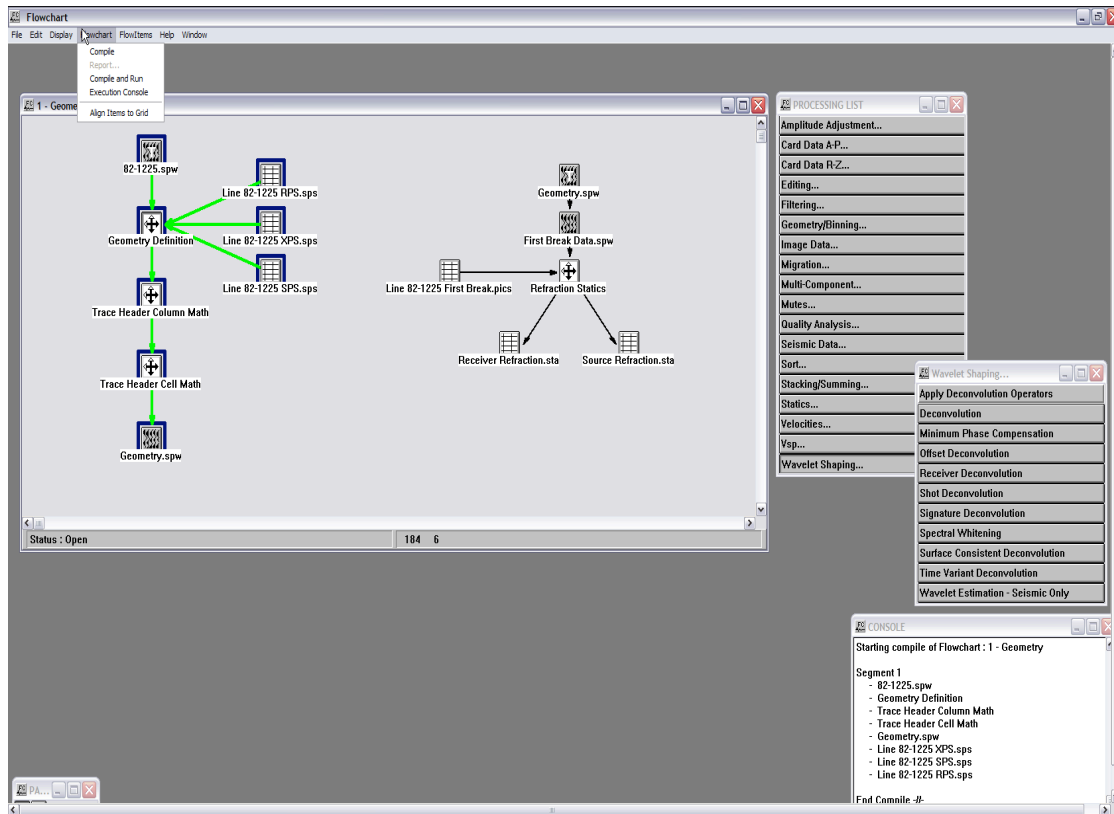 Flowchart
File Edit Display Flowchart FlowItems Help Window
Compile
Report...
Compile and Run
Execution Console
Align Items to Grid
1 - Geome
82-1225.spw
Line 82-1225 RPS.sps
Geometry Definition
Line 82-1225 XPS.sps
Line 82-1225 SPS.sps
Trace Header Column Math
Trace Header Cell Math
Geometry.spw
Geometry.spw
First Break Data.spw
Line 82-1225 First Break.pics
Refraction Statics
Receiver Refraction.sta
Source Refraction.sta
Status : Open
184 6
PROCESSING LIST
Amplitude Adjustment...
Card Data A-P...
Card Data R-Z...
Editing...
Filtering...
Geometry/Binning...
Image Data...
Migration...
Multi-Component...
Mutes...
Quality Analysis...
Seismic Data...
Sort...
Stacking/Summing...
Statics...
Velocities...
Vsp...
Wavelet Shaping...
Wavelet Shaping...
Apply Deconvolution Operators
Deconvolution
Minimum Phase Compensation
Offset Deconvolution
Receiver Deconvolution
Shot Deconvolution
Signature Deconvolution
Spectral Whitening
Surface Consistent Deconvolution
Time Variant Deconvolution
Wavelet Estimation - Seismic Only
CONSOLE
Starting compile of Flowchart : 1 - Geometry
Segment 1
- 82-1225.spw
- Geometry Definition
- Trace Header Column Math
- Trace Header Cell Math
- Geometry.spw
- Line 82-1225 XPS.sps
- Line 82-1225 SPS.sps
- Line 82-1225 RPS.sps
End Compile -//-
PA...